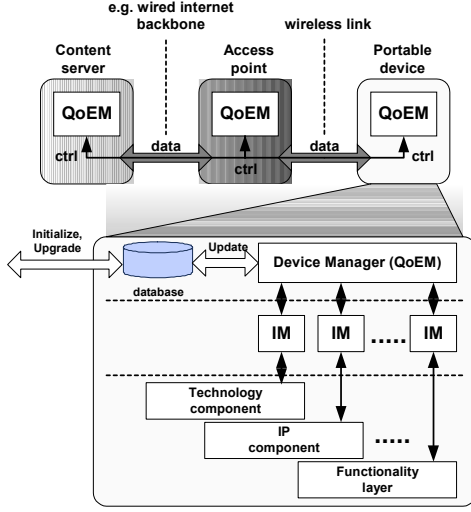 e.g. wired internet
backbone
wireless link
Content
server
Access
point
Portable
device
QoEM
QoEM
QoEM
ctrl
data
ctrl
data
ctrl
Initialize,
Upgrade
Update
Device Manager (QoEM)
database
IM
IM
.....
IM
Technology
component
IP
component
.....
Functionality
layer